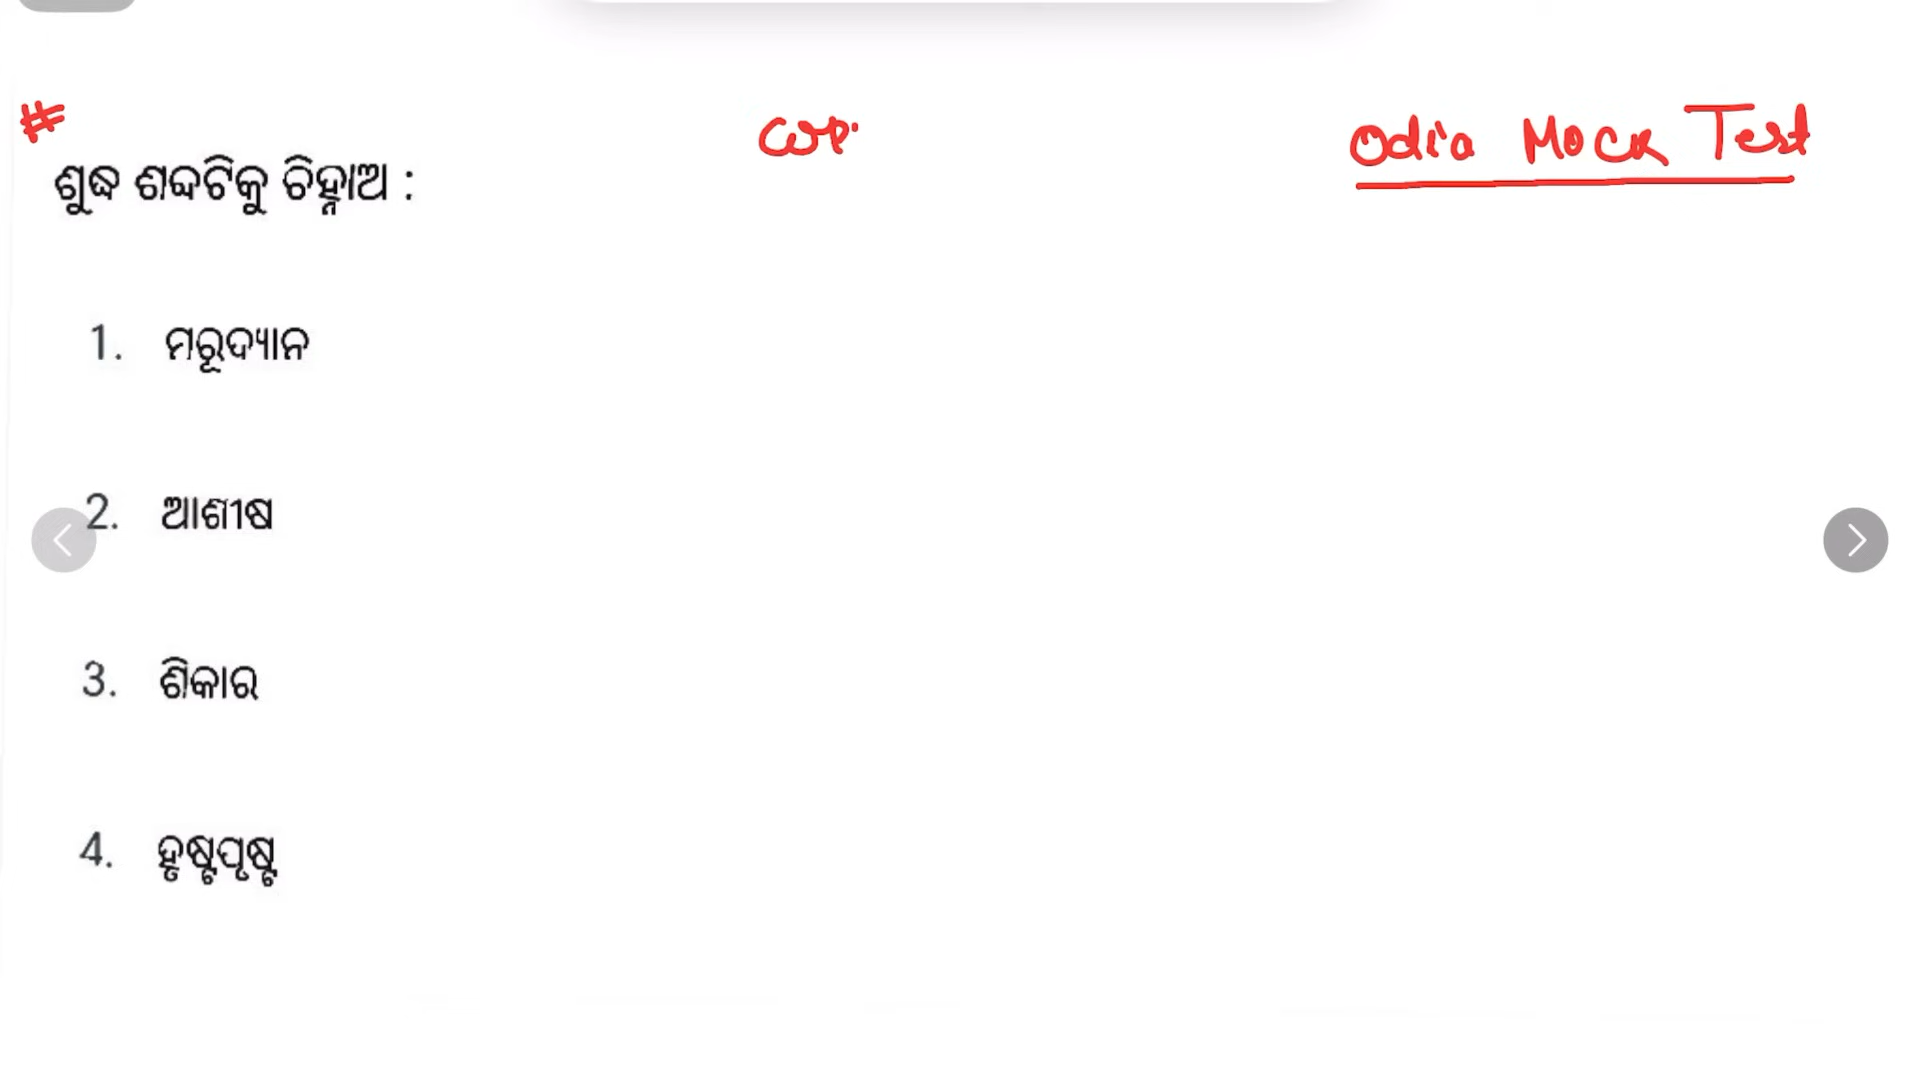 #
Odia Mock Test
ଶୁଦ୍ଧ ଶବ୍ଦଟିକୁ ଚିହ୍ନାଅ :
1. ମରୂଦ୍ୟାନ
2. ଆଶୀଷ
3. ଶିକାର
4. ହୃଷ୍ଟପୃଷ୍ଟ